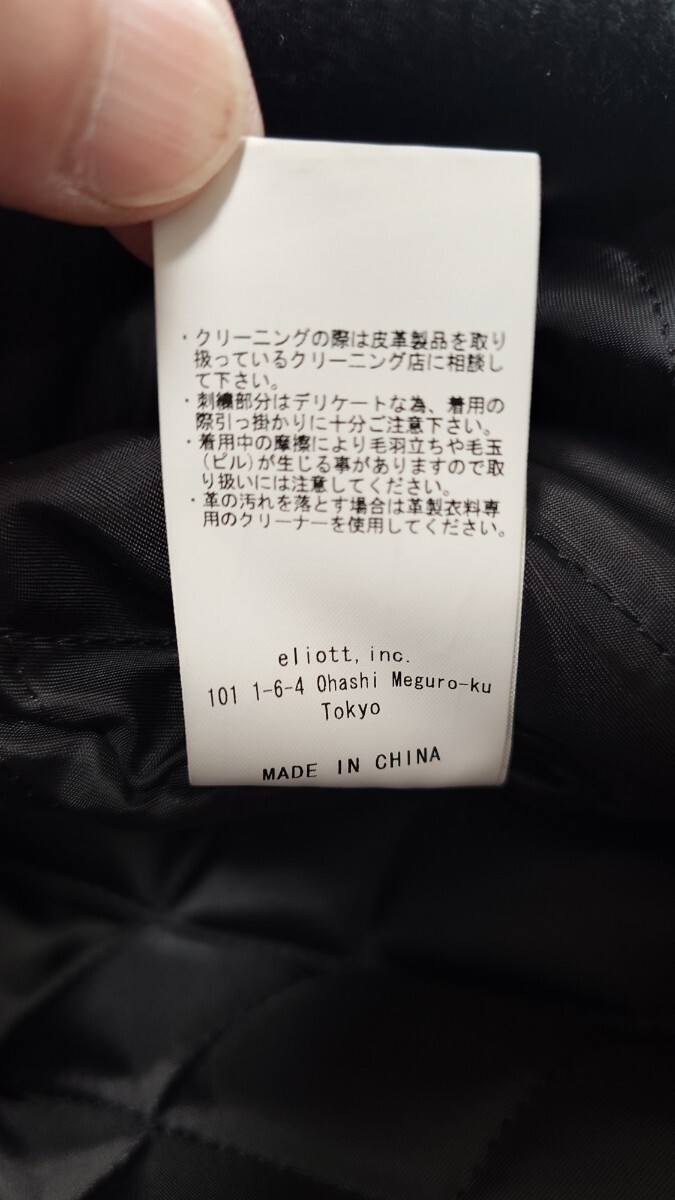 ・クリーニングの際は皮革製品を取り
扱っているクリーニング店に相談し
て下さい。
・刺繍部分はデリケートな為、着用の
際引っ掛かりに十分ご注意下さい。
・着用中の摩擦により毛羽立ちや毛玉
(ピル)が生じる事がありますので取
り扱いには注意してください。
・革の汚れを落とす場合は革製衣料専
用のクリーナーを使用してください。
eliott, inc.
101 1-6-4 Ohashi Meguro-ku
Tokyo
MADE IN CHINA